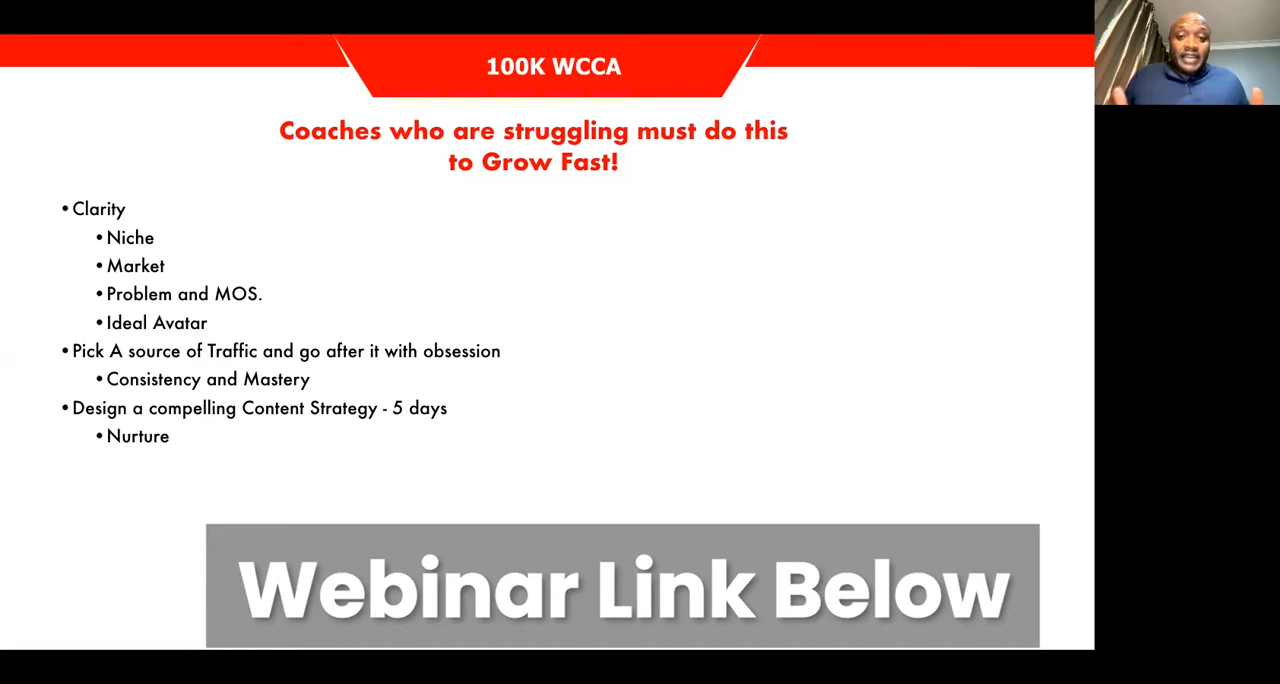 100K WCCA
Coaches who are struggling must do this
to Grow Fast!
• Clarity
• Niche
• Market
• Problem and MOS.
• Ideal Avatar
• Pick A source of Traffic and go after it with obsession
• Consistency and Mastery
• Design a compelling Content Strategy - 5 days
• Nurture
Webinar Link Below